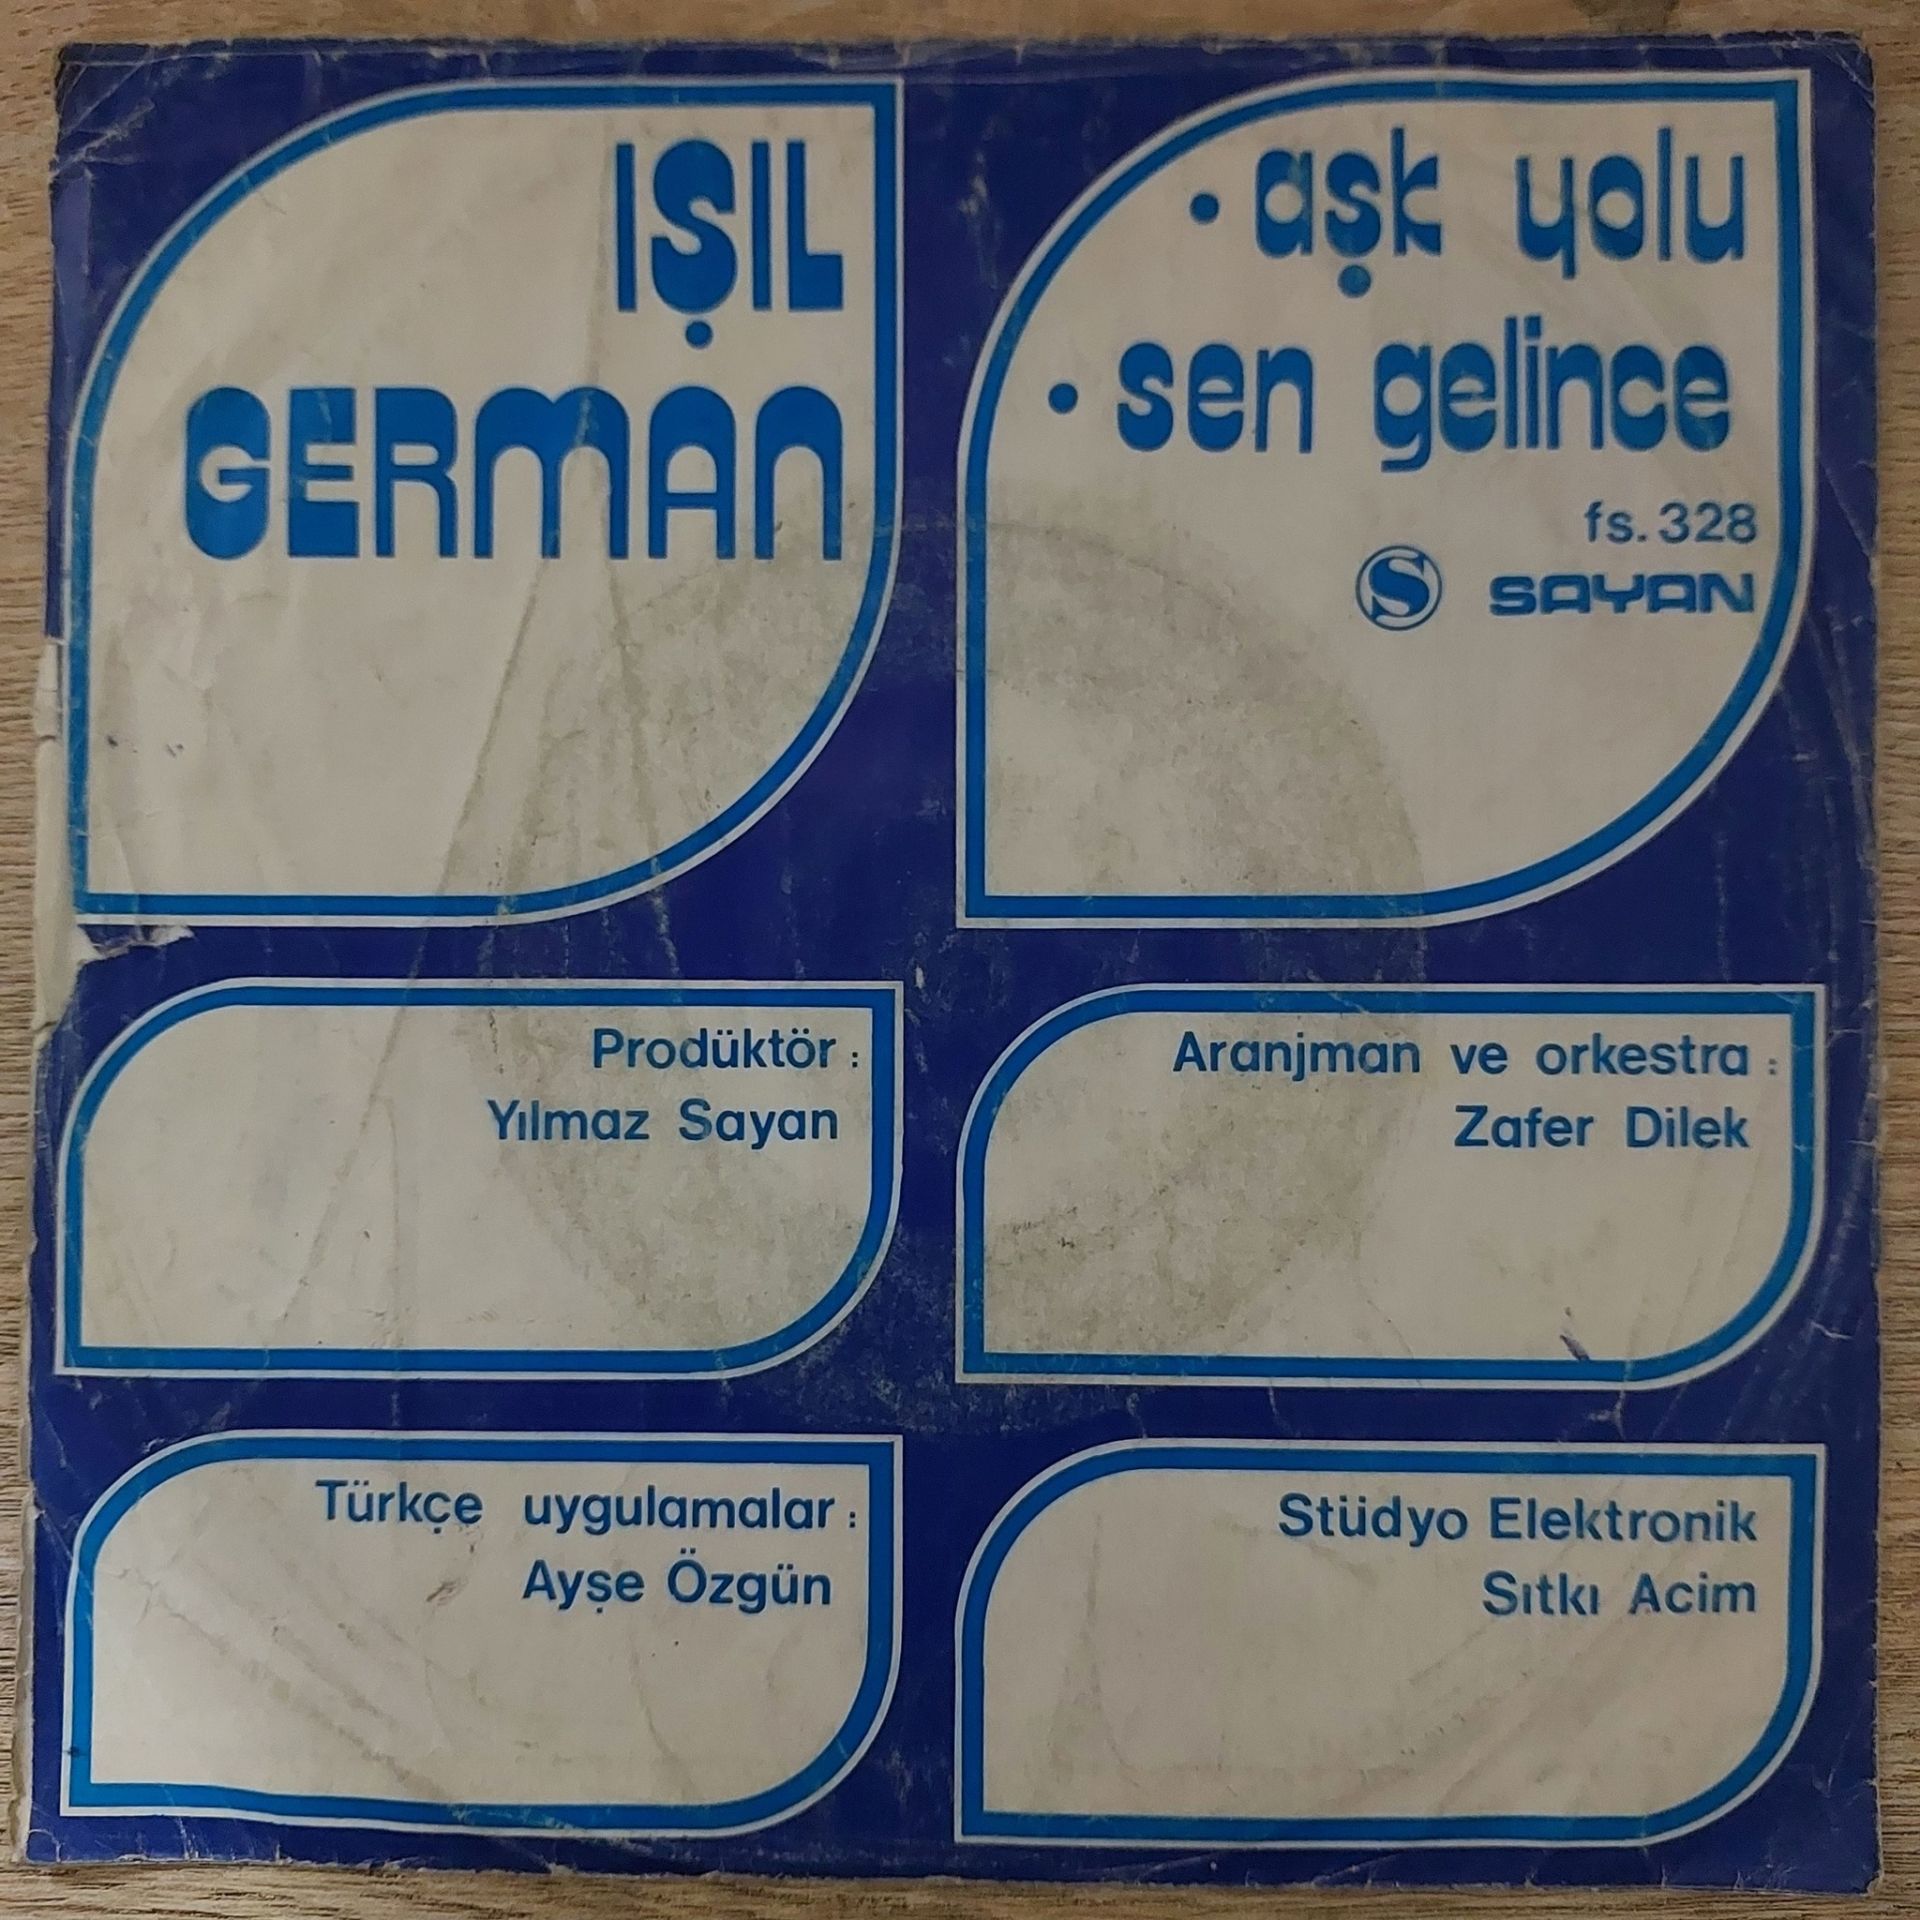 IŞIL
GERMAN
• aşk yolu
• sen gelince
fs. 328
S SAYAN
Prodüktör :
Yılmaz Sayan
Aranjman ve orkestra :
Zafer Dilek
Türkçe uygulamalar :
Ayşe Özgün
Stüdyo Elektronik
Sıtkı Acim